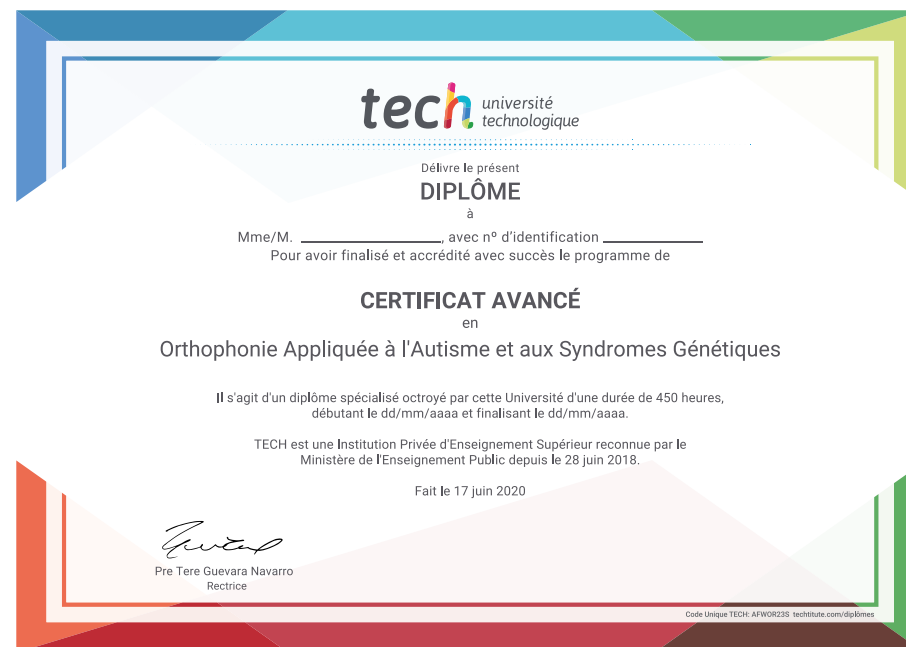 tech université
technologique
Délivre le présent
DIPLÔME
à
Mme/M. ____________________, avec nº d'identification ______________
Pour avoir finalisé et accrédité avec succès le programme de
CERTIFICAT AVANCÉ
en
Orthophonie Appliquée à l'Autisme et aux Syndromes Génétiques
Il s'agit d'un diplôme spécialisé octroyé par cette Université d'une durée de 450 heures,
débutant le dd/mm/aaaa et finalisant le dd/mm/aaaa.
TECH est une Institution Privée d'Enseignement Supérieur reconnue par le
Ministère de l'Enseignement Public depuis le 28 juin 2018.
Fait le 17 juin 2020
Pre Tere Guevara Navarro
Rectrice
Code Unique TECH: AFWOR23S techtitute.com/diplômes